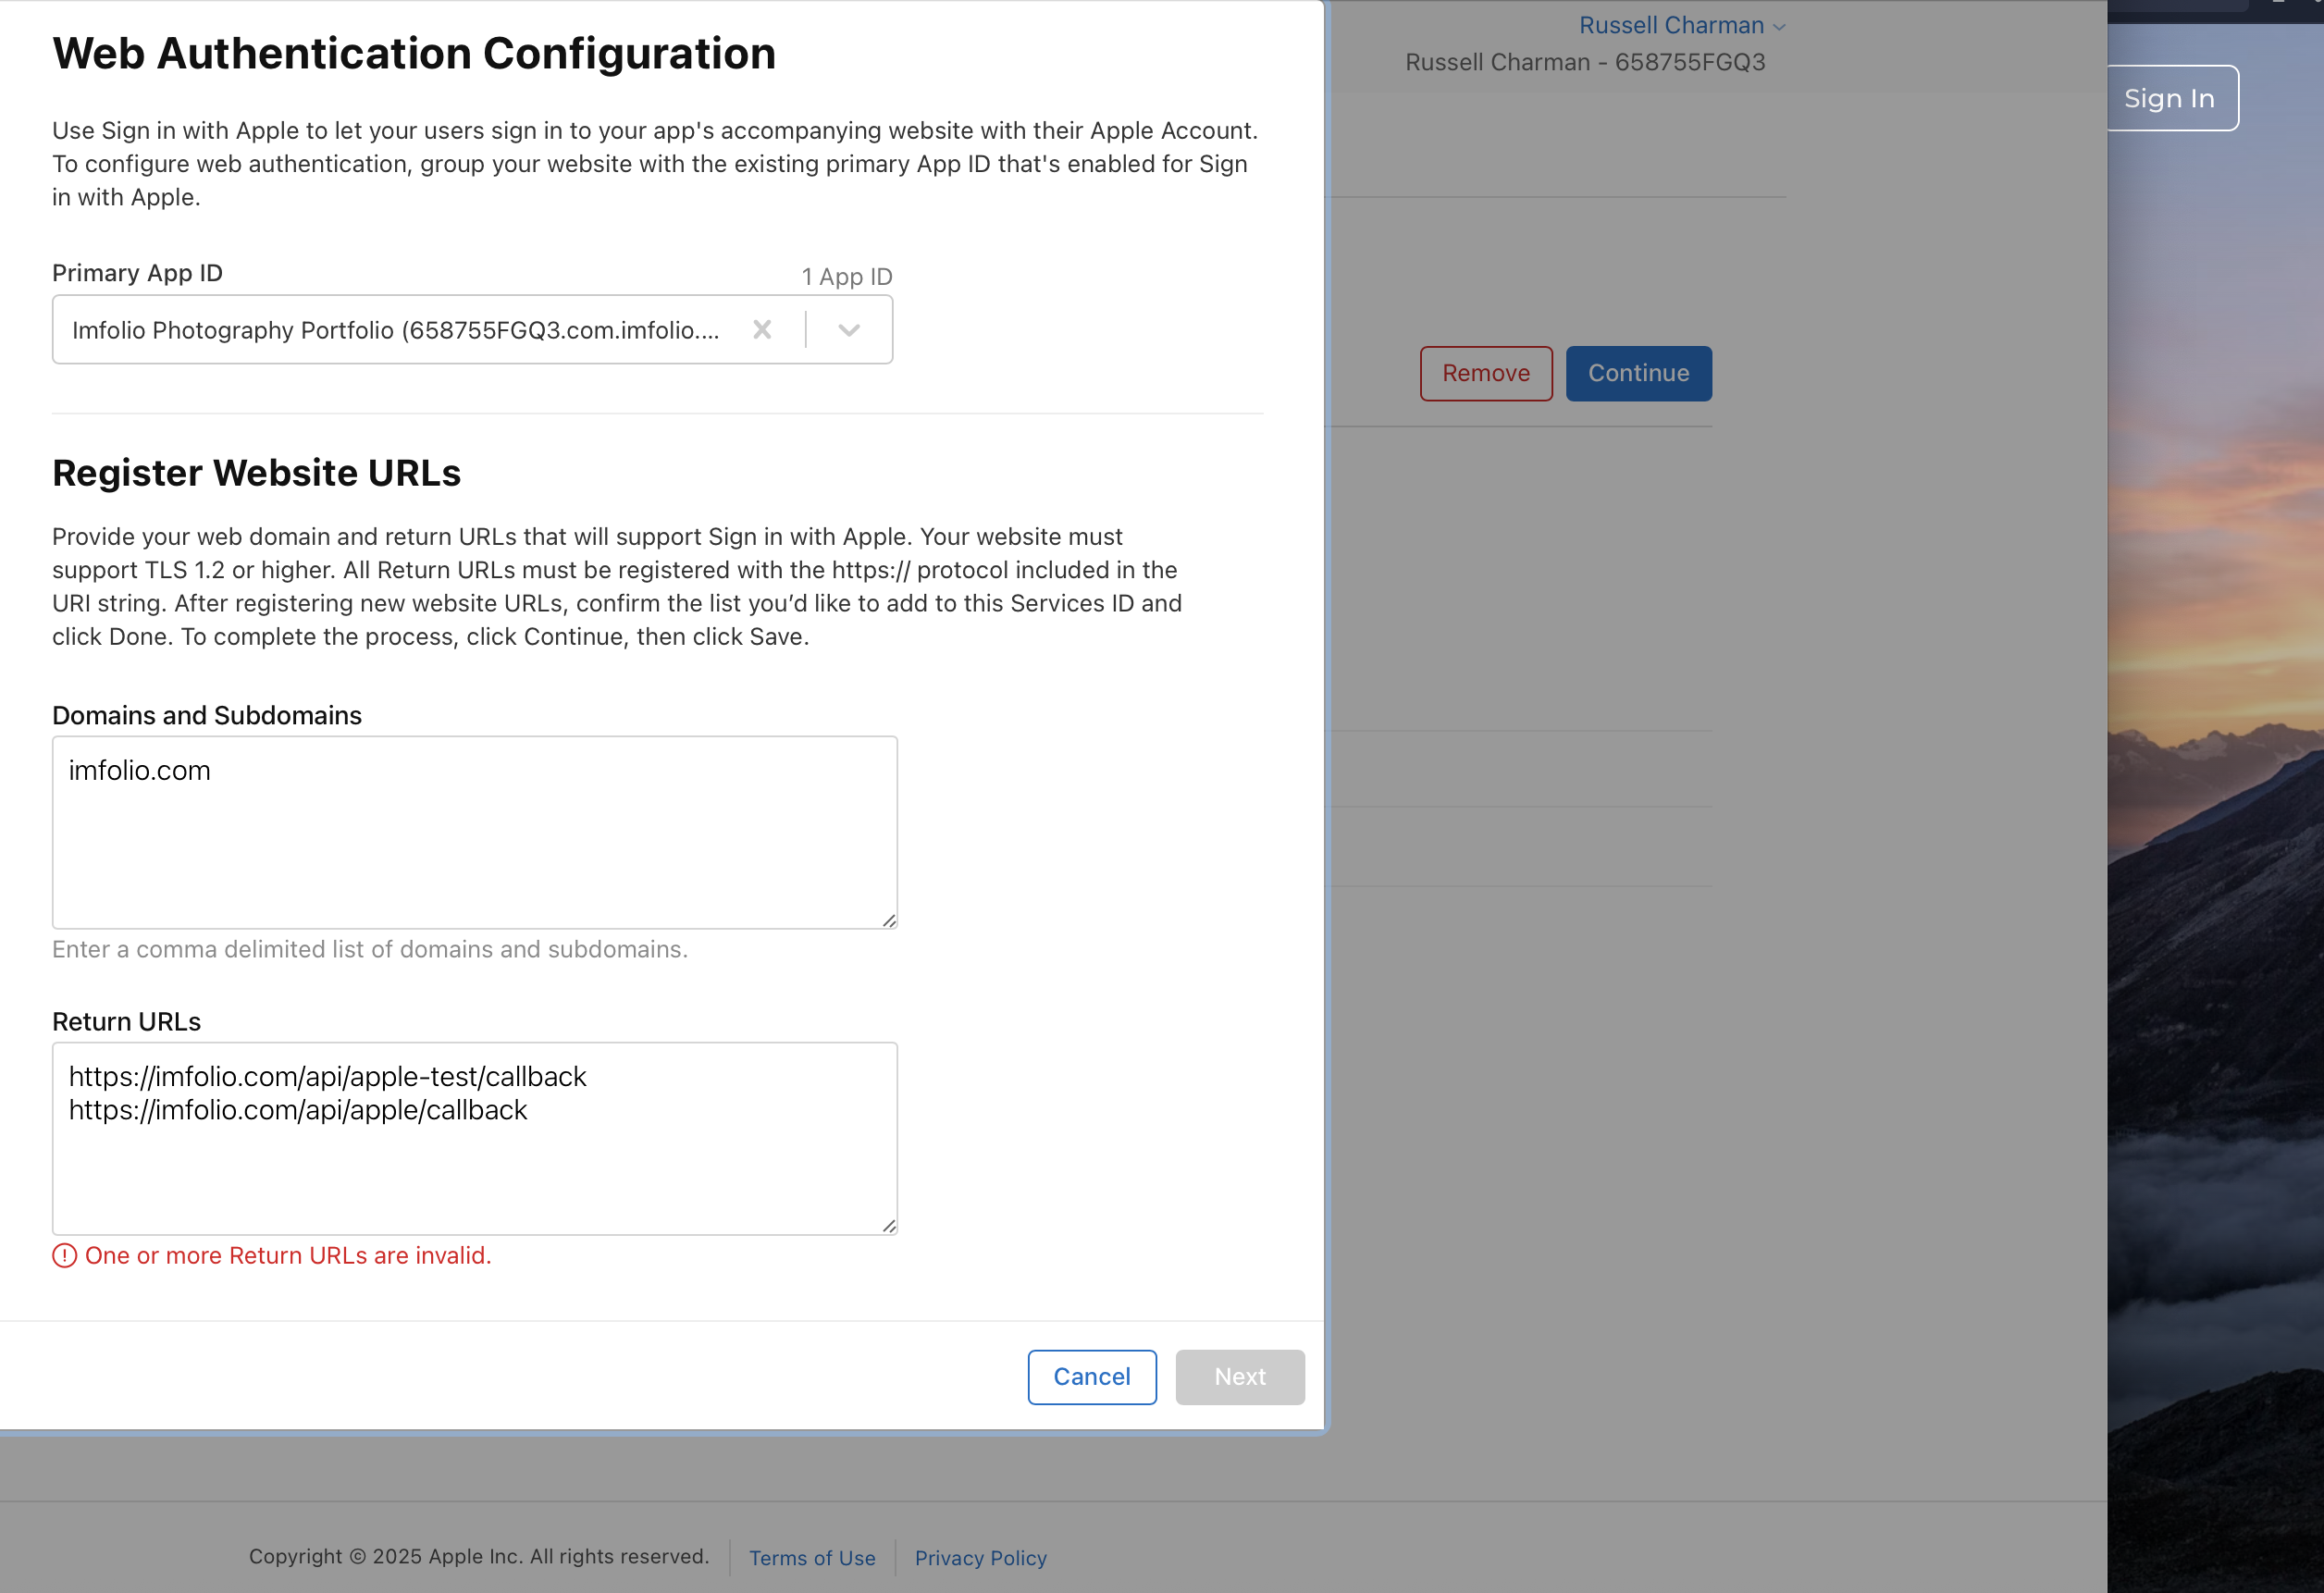 Web Authentication Configuration
Use Sign in with Apple to let your users sign in to your app's accompanying website with their Apple Account.
To configure web authentication, group your website with the existing primary App ID that's enabled for Sign
in with Apple.
Primary App ID
1 App ID
Imfolio Photography Portfolio (658755FGQ3.com.imfolio....
Register Website URLs
Provide your web domain and return URLs that will support Sign in with Apple. Your website must
support TLS 1.2 or higher. All Return URLs must be registered with the https:// protocol included in the
URI string. After registering new website URLs, confirm the list you’d like to add to this Services ID and
click Done. To complete the process, click Continue, then click Save.
Domains and Subdomains
imfolio.com
Enter a comma delimited list of domains and subdomains.
Return URLs
https://imfolio.com/api/apple-test/callback
https://imfolio.com/api/apple/callback
One or more Return URLs are invalid.
Cancel
Next
Russell Charman
Russell Charman - 658755FGQ3
Remove
Continue
Sign In
Copyright © 2025 Apple Inc. All rights reserved.
Terms of Use
Privacy Policy